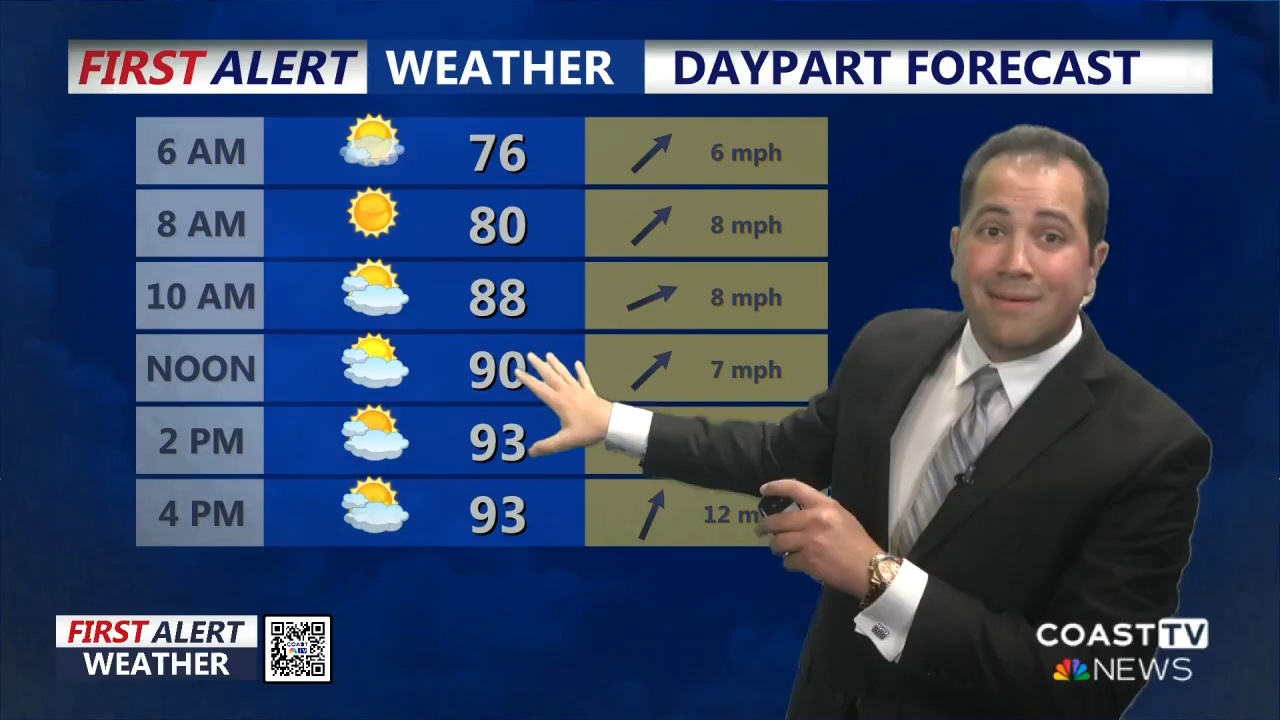 FIRST ALERT WEATHER DAYPART FORECAST
6 AM 76 6 mph
8 AM 80 8 mph
10 AM 88 8 mph
NOON 90 7 mph
2 PM 93
4 PM 93 12 m
FIRST ALERT
WEATHER
COAST TV
NEWS